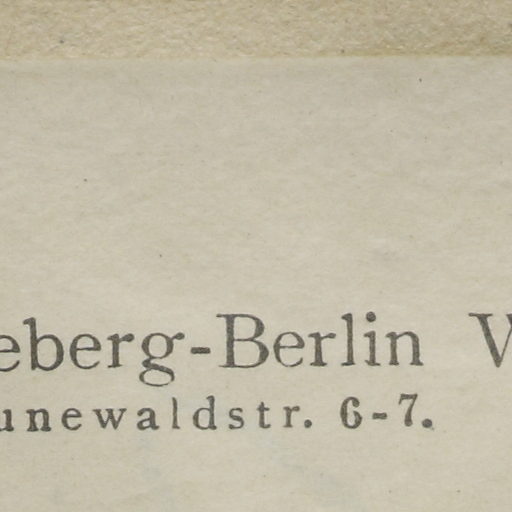 eberg-Berlin W
unewaldstr. 6-7.